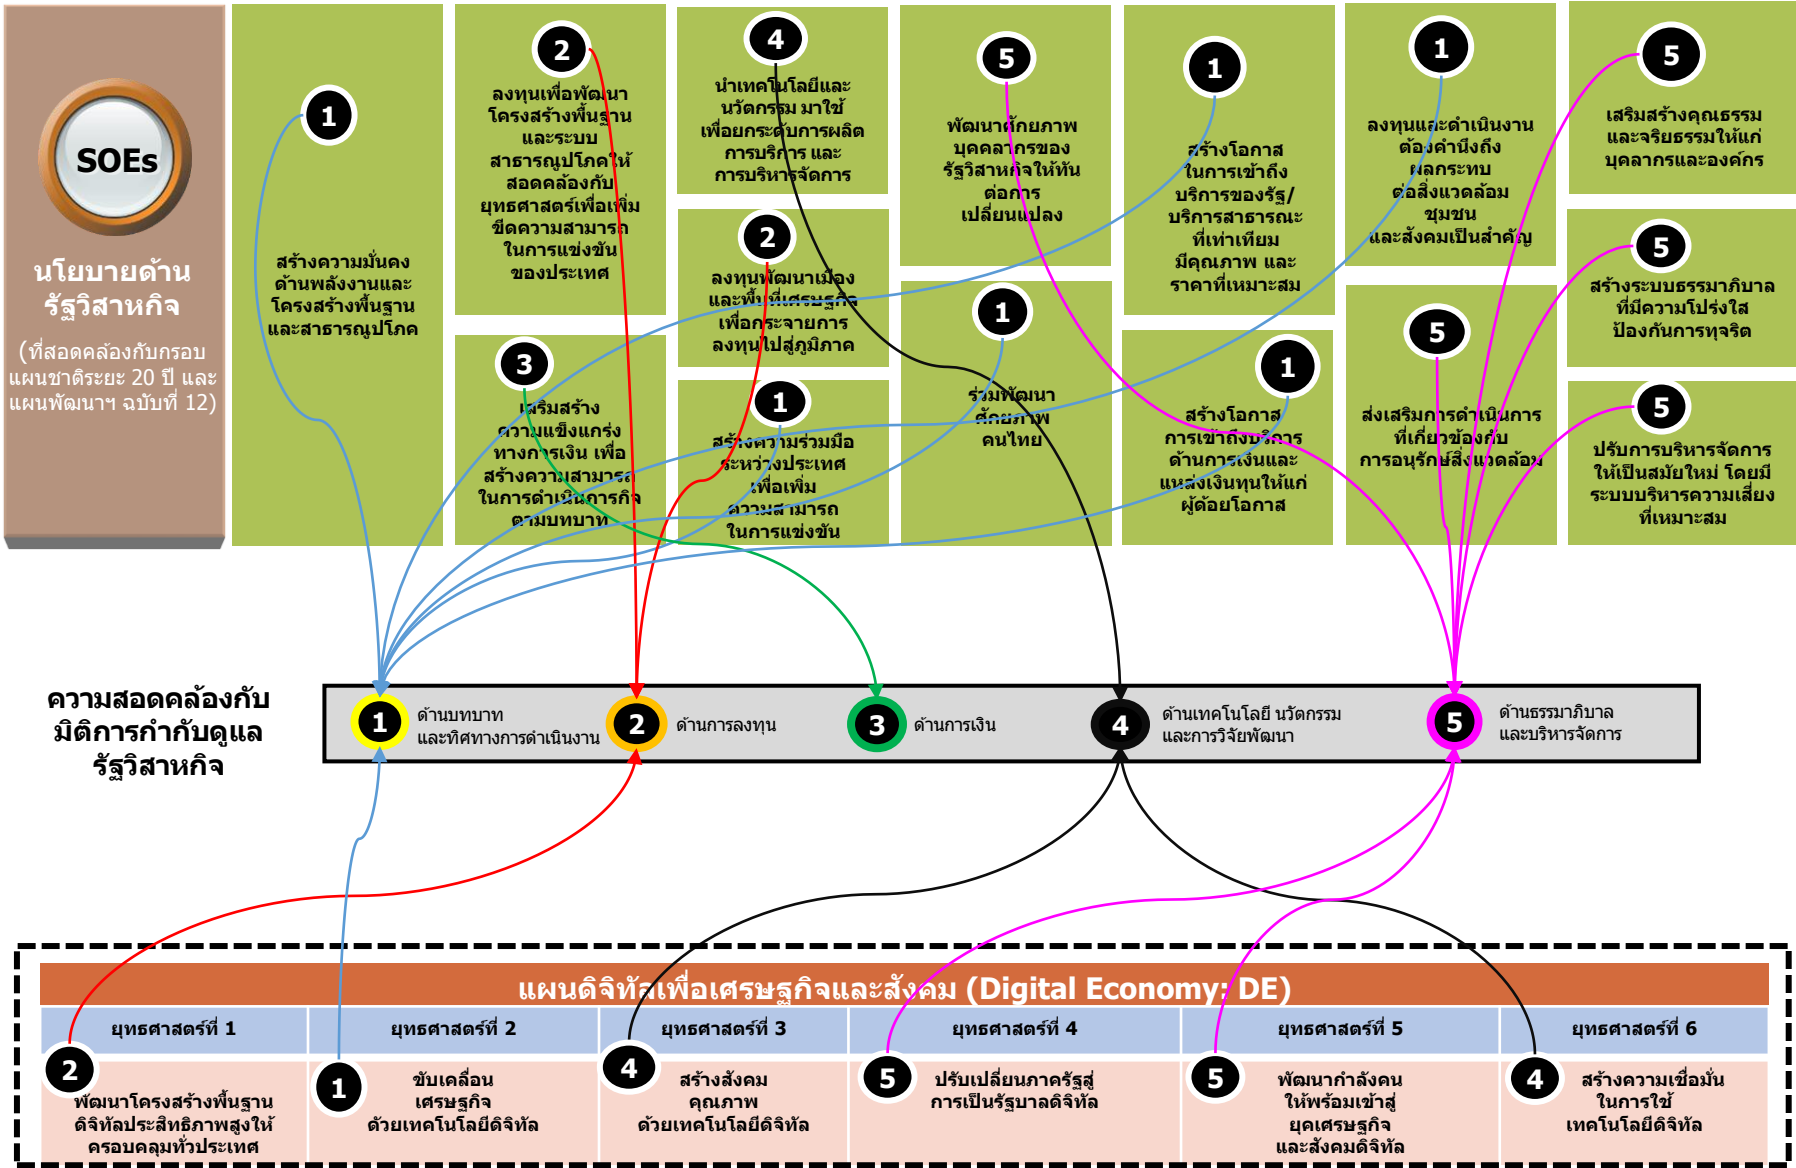 SOEs
นโยบายด้าน
รัฐวิสาหกิจ
(ที่สอดคล้องกับกรอบ
แผนชาติระยะ 20 ปี และ
แผนพัฒนาฯ ฉบับที่ 12)
1
สร้างความมั่นคง
ด้านพลังงานและ
โครงสร้างพื้นฐาน
และสาธารณูปโภค
2
ลงทุนเพื่อพัฒนา
โครงสร้างพื้นฐาน
และระบบ
สาธารณูปโภคให้
สอดคล้องกับ
ยุทธศาสตร์เพื่อเพิ่ม
ขีดความสามารถ
ในการแข่งขัน
ของประเทศ
3
เสริมสร้าง
ความแข็งแกร่ง
ทางการเงิน เพื่อ
สร้างความสามารถ
ในการดำเนินภารกิจ
ตามบทบาท
4
นำเทคโนโลยีและ
นวัตกรรม มาใช้
เพื่อยกระดับการผลิต
การบริการ และ
การบริหารจัดการ
2
ลงทุนพัฒนาเมือง
และพื้นที่เศรษฐกิจ
เพื่อกระจายการ
ลงทุนไปสู่ภูมิภาค
1
สร้างความร่วมมือ
ระหว่างประเทศ
เพื่อเพิ่ม
ความสามารถ
ในการแข่งขัน
5
พัฒนาศักยภาพ
บุคคลากรของ
รัฐวิสาหกิจให้ทัน
ต่อการ
เปลี่ยนแปลง
1
ร่วมพัฒนา
ศักยภาพ
คนไทย
1
สร้างโอกาส
ในการเข้าถึง
บริการของรัฐ/
บริการสาธารณะ
ที่เท่าเทียม
มีคุณภาพ และ
ราคาที่เหมาะสม
1
สร้างโอกาส
การเข้าถึงบริการ
ด้านการเงินและ
แหล่งเงินทุนให้แก่
ผู้ด้อยโอกาส
1
ลงทุนและดำเนินงาน
ต้องคำนึงถึง
ผลกระทบ
ต่อสิ่งแวดล้อม
ชุมชน
และสังคมเป็นสำคัญ
5
ส่งเสริมการดำเนินการ
ที่เกี่ยวข้องกับ
การอนุรักษ์สิ่งแวดล้อม
5
เสริมสร้างคุณธรรม
และจริยธรรมให้แก่
บุคลากรและองค์กร
5
สร้างระบบธรรมาภิบาล
ที่มีความโปร่งใส
ป้องกันการทุจริต
5
ปรับการบริหารจัดการ
ให้เป็นสมัยใหม่ โดยมี
ระบบบริหารความเสี่ยง
ที่เหมาะสม
ความสอดคล้องกับ
มิติการกำกับดูแล
รัฐวิสาหกิจ
1
ด้านบทบาท
และทิศทางการดำเนินงาน
2
ด้านการลงทุน
3
ด้านการเงิน
4
ด้านเทคโนโลยี นวัตกรรม
และการวิจัยพัฒนา
5
ด้านธรรมาภิบาล
และบริหารจัดการ
แผนดิจิทัลเพื่อเศรษฐกิจและสังคม (Digital Economy: DE)
ยุทธศาสตร์ที่ 1
2
พัฒนาโครงสร้างพื้นฐาน
ดิจิทัลประสิทธิภาพสูงให้
ครอบคลุมทั่วประเทศ
ยุทธศาสตร์ที่ 2
1
ขับเคลื่อน
เศรษฐกิจ
ด้วยเทคโนโลยีดิจิทัล
ยุทธศาสตร์ที่ 3
4
สร้างสังคม
คุณภาพ
ด้วยเทคโนโลยีดิจิทัล
ยุทธศาสตร์ที่ 4
5
ปรับเปลี่ยนภาครัฐสู่
การเป็นรัฐบาลดิจิทัล
ยุทธศาสตร์ที่ 5
5
พัฒนากำลังคน
ให้พร้อมเข้าสู่
ยุคเศรษฐกิจ
และสังคมดิจิทัล
ยุทธศาสตร์ที่ 6
4
สร้างความเชื่อมั่น
ในการใช้
เทคโนโลยีดิจิทัล